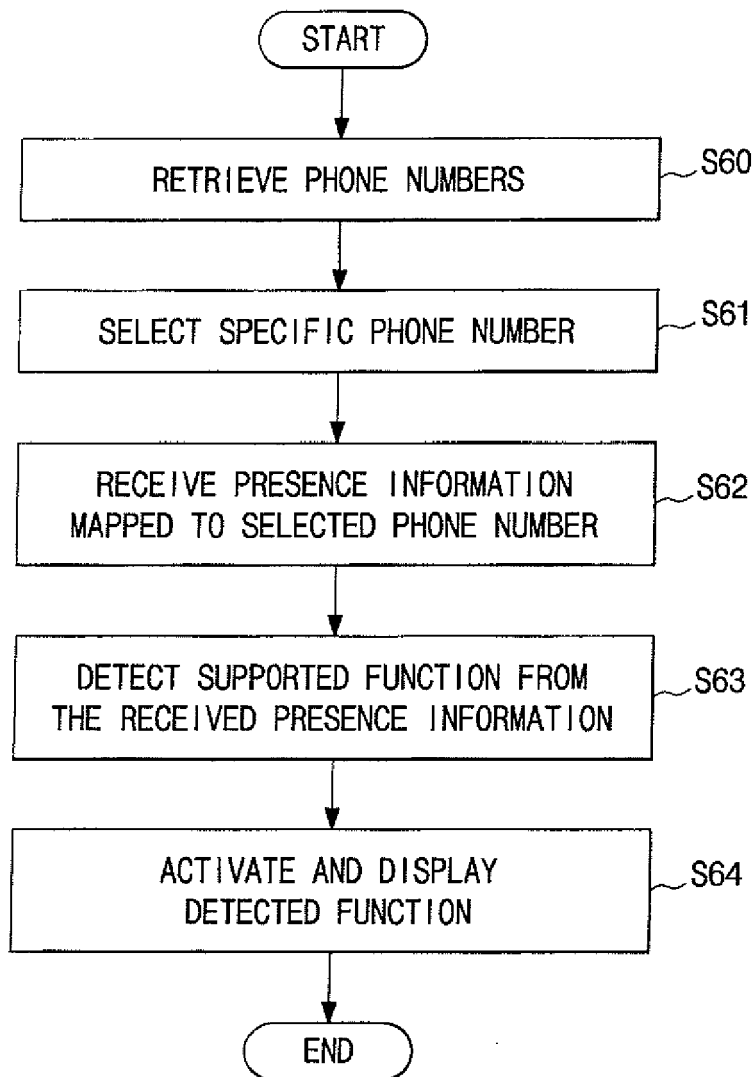 START
RETRIEVE PHONE NUMBERS
S60
SELECT SPECIFIC PHONE NUMBER
S61
RECEIVE PRESENCE INFORMATION
MAPPED TO SELECTED PHONE NUMBER
S62
DETECT SUPPORTED FUNCTION FROM
THE RECEIVED PRESENCE INFORMATION
S63
ACTIVATE AND DISPLAY
DETECTED FUNCTION
S64
END